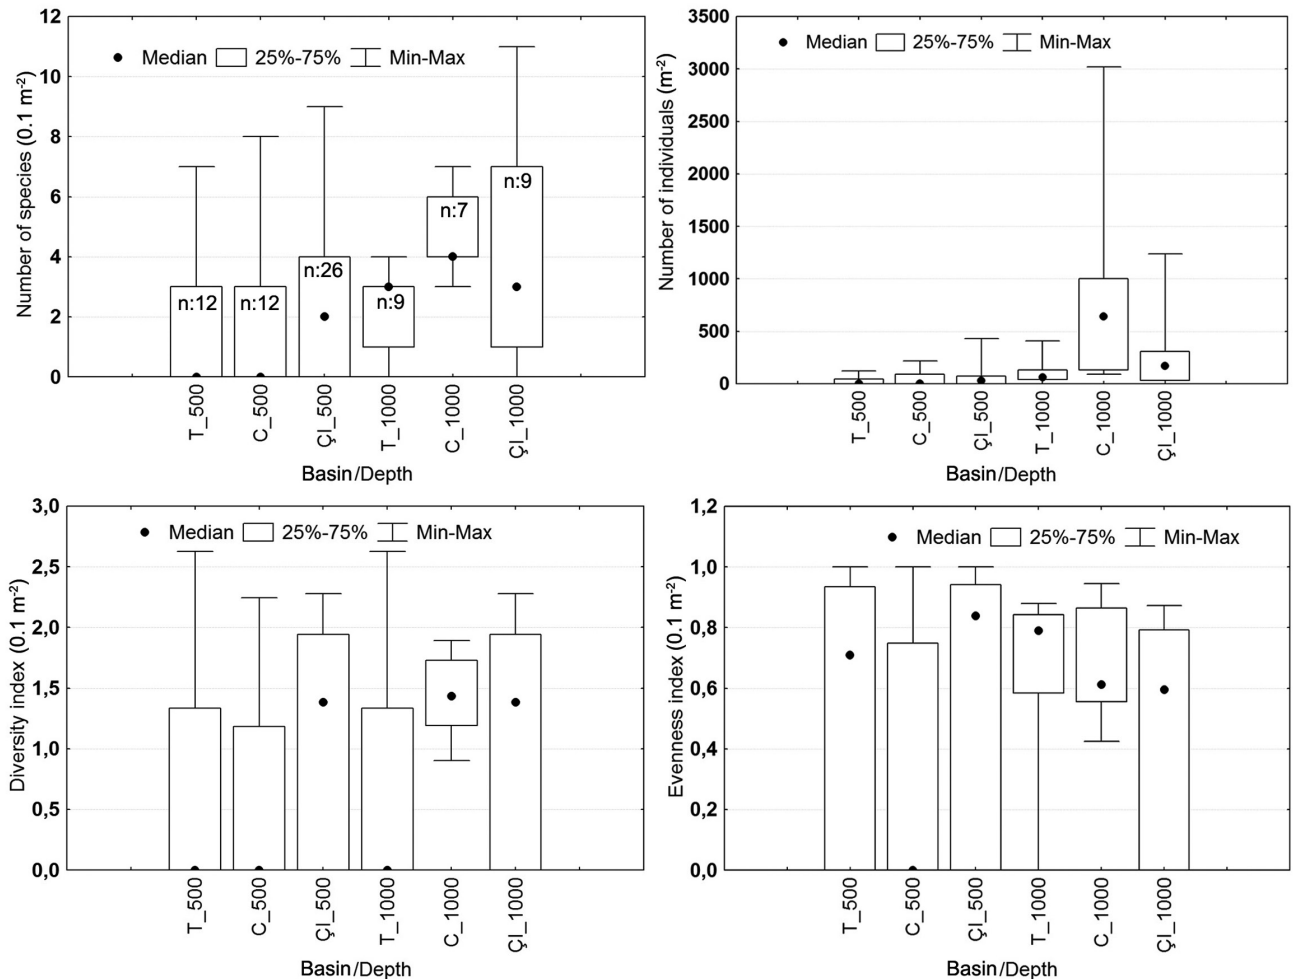 12
10
8
6
4
2
0
Number of species (0.1 m-2)
Median 25%-75% Min-Max
n:12
n:12
n:26
n:9
n:7
n:9
T_500
C_500
Çl_500
T_1000
C_1000
Çl_1000
Basin/Depth
3500
3000
2500
2000
1500
1000
500
0
Number of individuals (m-2)
Median 25%-75% Min-Max
T_500
C_500
Çl_500
T_1000
C_1000
Çl_1000
Basin/Depth
3,0
2,5
2,0
1,5
1,0
0,5
0,0
Diversity index (0.1 m-2)
Median 25%-75% Min-Max
T_500
C_500
Çl_500
T_1000
C_1000
Çl_1000
Basin/Depth
1,2
1,0
0,8
0,6
0,4
0,2
0,0
Evenness index (0.1 m-2)
Median 25%-75% Min-Max
T_500
C_500
Çl_500
T_1000
C_1000
Çl_1000
Basin/Depth